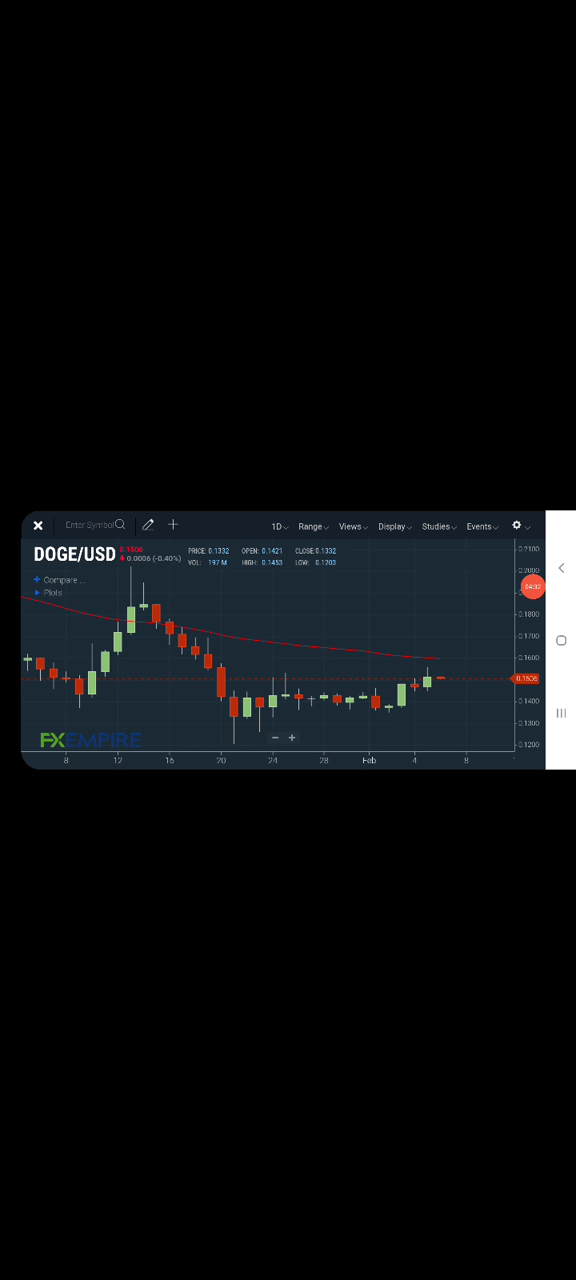 Enter Symbol
1D Range Views Display Studies Events
DOGE/USD
0.1506
0.0006 (-0.40%)
PRICE: 0.1332 OPEN: 0.1421 CLOSE: 0.1332
VOL: 197 M HIGH: 0.1453 LOW: 0.1203
Compare ...
Plots
0.2100
0.2000
04:32
0.1800
0.1700
0.1600
0.1506
0.1400
0.1300
0.1200
FXEMPIRE
8 12 16 20 24 28 Feb 4 8